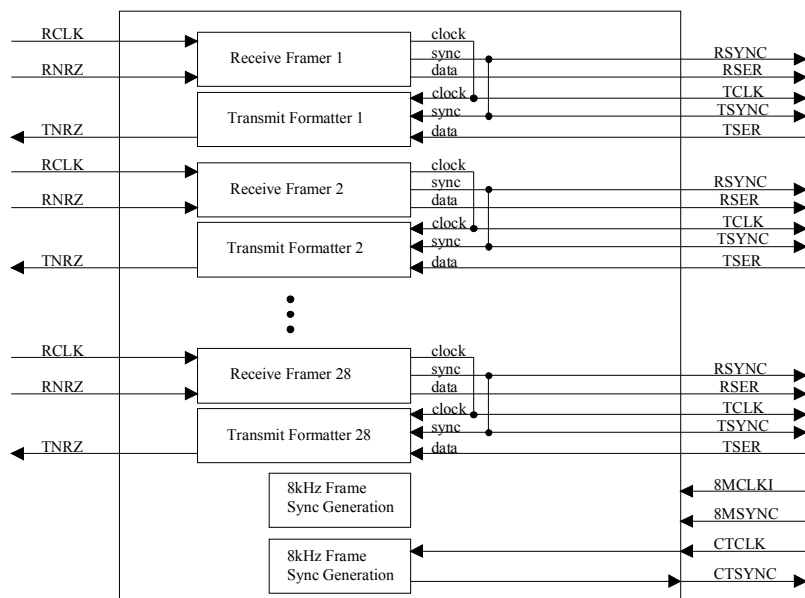 RCLK
Receive Framer 1
clock
sync
RSYNC
RNRZ
data
RSER
clock
TCLK
Transmit Formatter 1
sync
TSYNC
TNRZ
data
TSER
RCLK
Receive Framer 2
clock
sync
RSYNC
RNRZ
data
RSER
clock
TCLK
Transmit Formatter 2
sync
TSYNC
TNRZ
data
TSER
RCLK
Receive Framer 28
clock
sync
RSYNC
RNRZ
data
RSER
clock
TCLK
Transmit Formatter 28
sync
TSYNC
TNRZ
data
TSER
8kHz Frame
Sync Generation
8MCLKI
8MSYNC
8kHz Frame
Sync Generation
CTCLK
CTSYNC